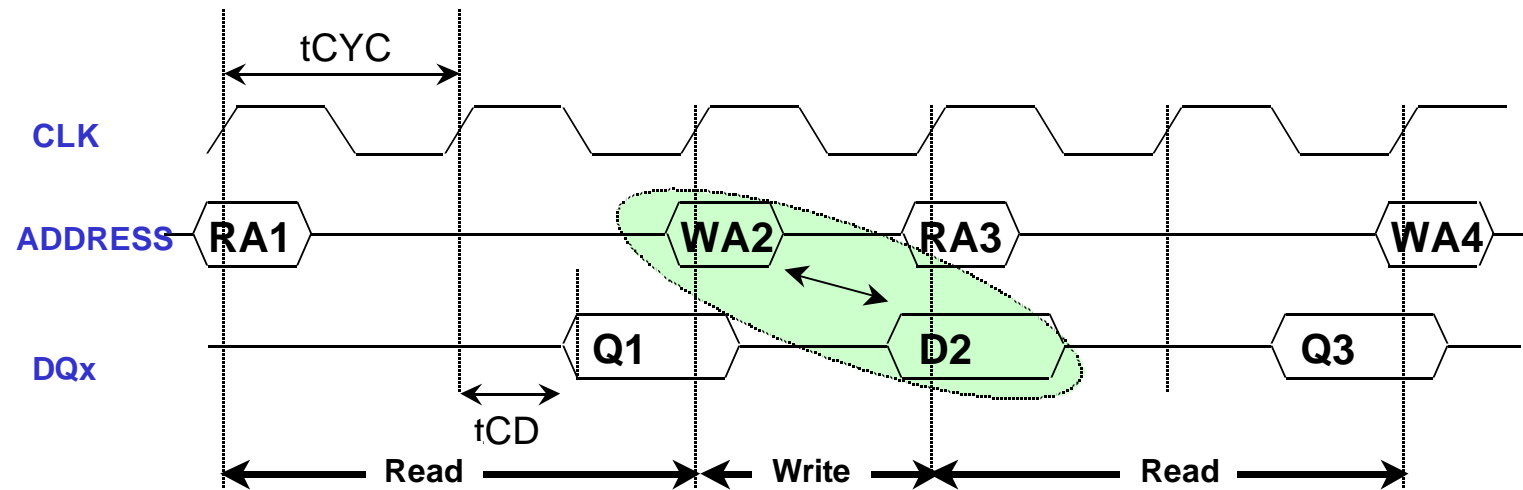 tCYC
CLK
ADDRESS RA1 WA2 RA3 WA4
DQx Q1 D2 Q3
tCD
Read Write Read